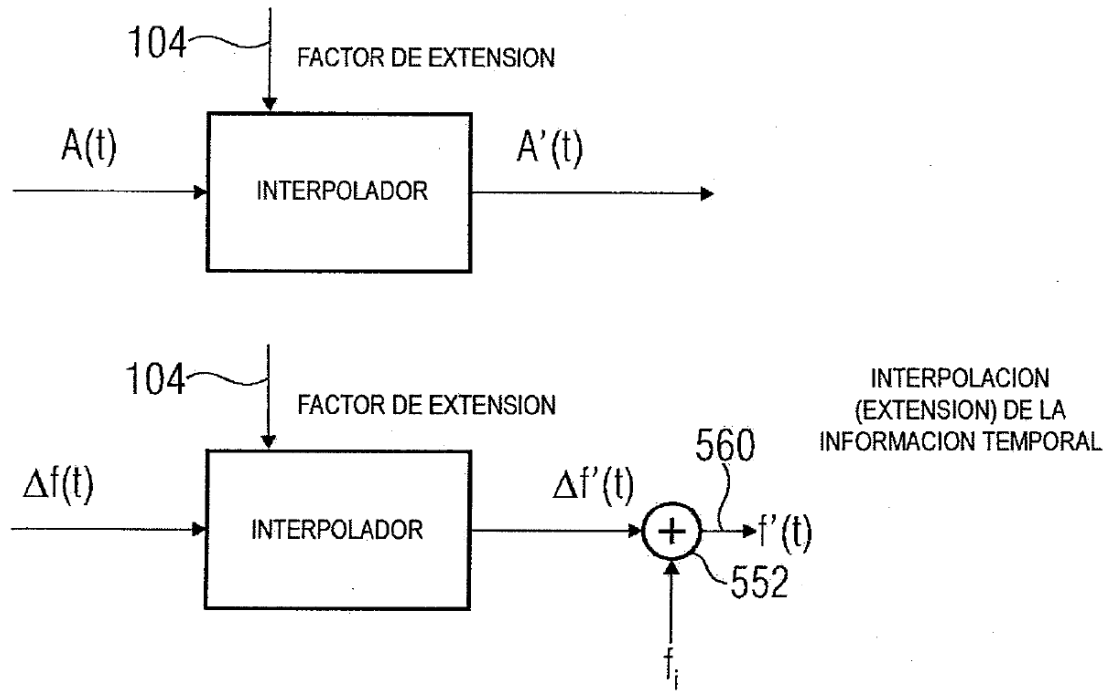 104
FACTOR DE EXTENSION
A(t)
INTERPOLADOR
A'(t)
104
FACTOR DE EXTENSION
Δf(t)
INTERPOLADOR
Δf'(t)
+
560
f'(t)
552
fi
INTERPOLACION
(EXTENSION) DE LA
INFORMACION TEMPORAL